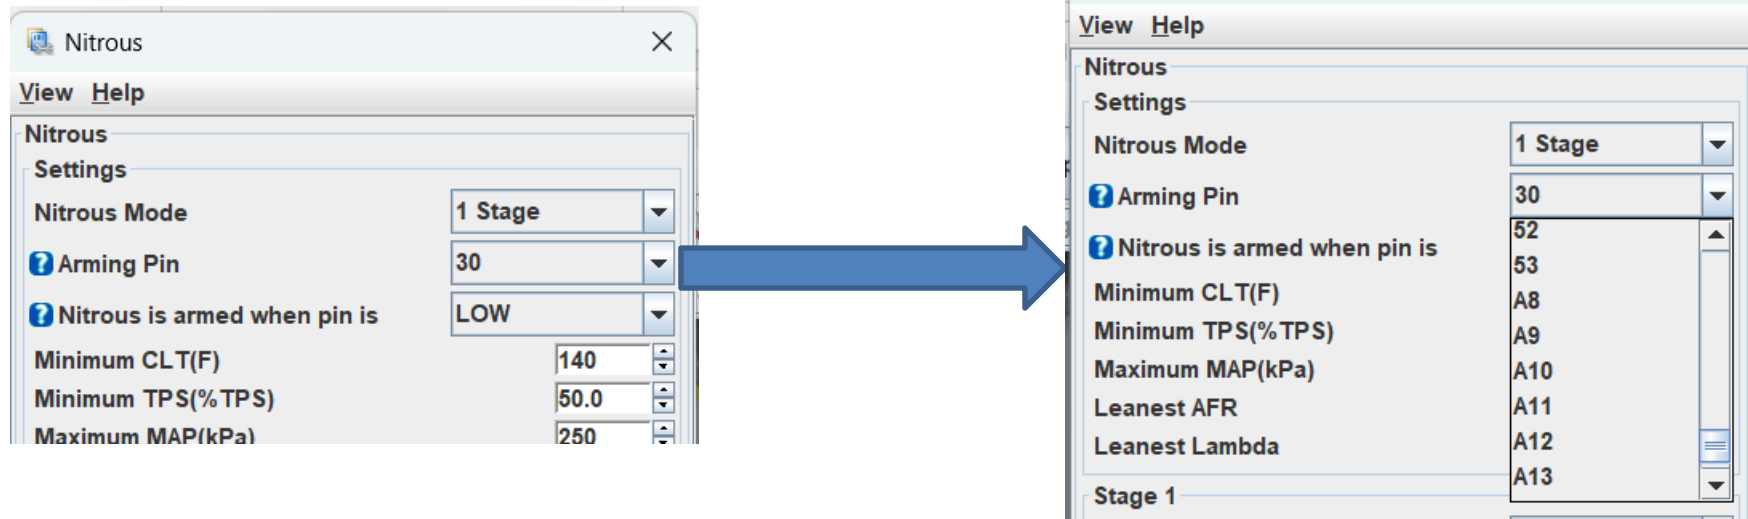 Nitrous
View Help
Nitrous
Settings
Nitrous Mode 1 Stage
Arming Pin 30
Nitrous is armed when pin is LOW
Minimum CLT(F) 140
Minimum TPS(%TPS) 50.0
Maximum MAP(kPa) 250
View Help
Nitrous
Settings
Nitrous Mode 1 Stage
Arming Pin 30
52
Nitrous is armed when pin is
53
Minimum CLT(F) A8
Minimum TPS(%TPS) A9
Maximum MAP(kPa) A10
Leanest AFR A11
Leanest Lambda A12
A13
Stage 1